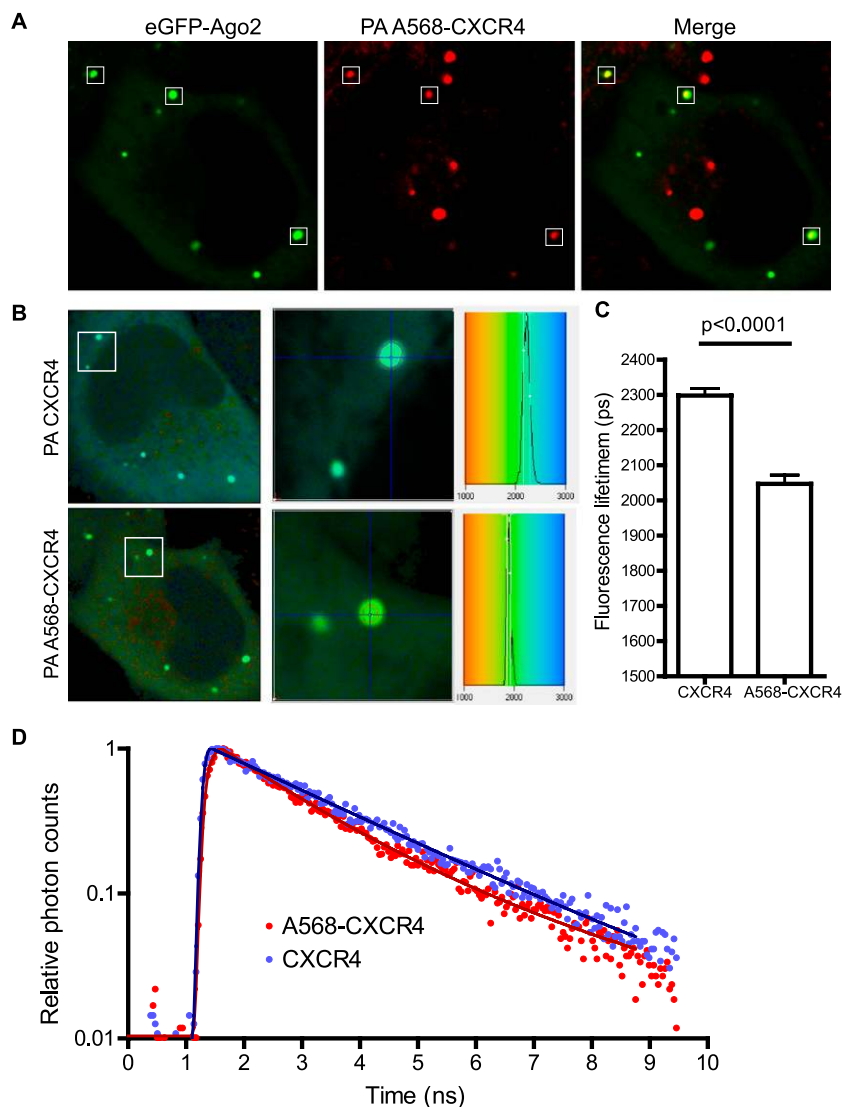 A
eGFP-Ago2 PA A568-CXCR4 Merge
B
PA CXCR4
1000 2000 3000
PA A568-CXCR4
1000 2000 3000
C
p<0.0001
Fluorescence lifetimem (ps)
2400
2300
2200
2100
2000
1900
1800
1700
1600
1500
CXCR4 A568-CXCR4
D
Relative photon counts
1
0.1
0.01
A568-CXCR4
CXCR4
0 1 2 3 4 5 6 7 8 9 10
Time (ns)